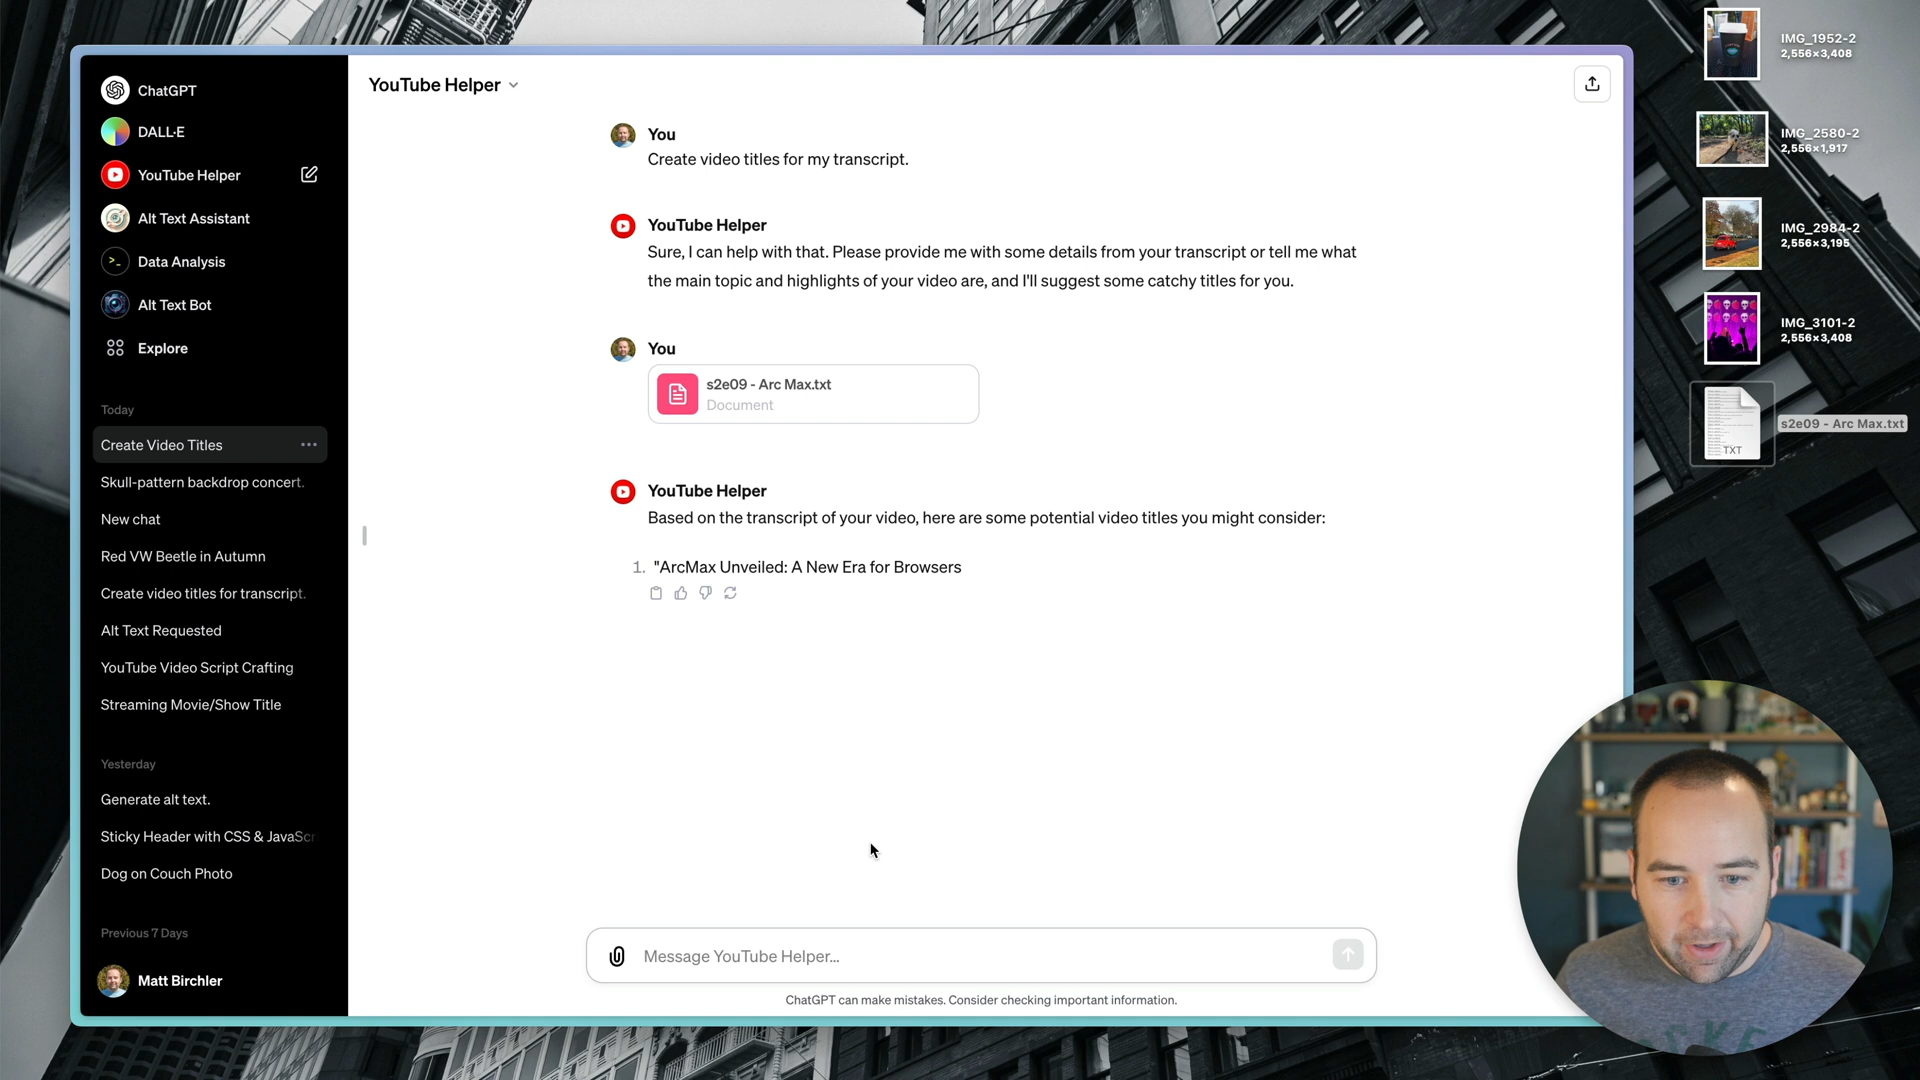 ChatGPT
DALL·E
YouTube Helper
Alt Text Assistant
Data Analysis
Alt Text Bot
Explore
Today
Create Video Titles
Skull-pattern backdrop concert.
New chat
Red VW Beetle in Autumn
Create video titles for transcript.
Alt Text Requested
YouTube Video Script Crafting
Streaming Movie/Show Title
Yesterday
Generate alt text.
Sticky Header with CSS & JavaScr
Dog on Couch Photo
Previous 7 Days
Matt Birchler
YouTube Helper
You
Create video titles for my transcript.
YouTube Helper
Sure, I can help with that. Please provide me with some details from your transcript or tell me what
the main topic and highlights of your video are, and I'll suggest some catchy titles for you.
You
s2e09 - Arc Max.txt
Document
YouTube Helper
Based on the transcript of your video, here are some potential video titles you might consider:
1. "ArcMax Unveiled: A New Era for Browsers
Message YouTube Helper...
ChatGPT can make mistakes. Consider checking important information.
IMG_1952-2
2,556×3,408
IMG_2580-2
2,556×1,917
IMG_2984-2
2,556×3,195
IMG_3101-2
2,556×3,408
TXT
s2e09 - Arc Max.txt